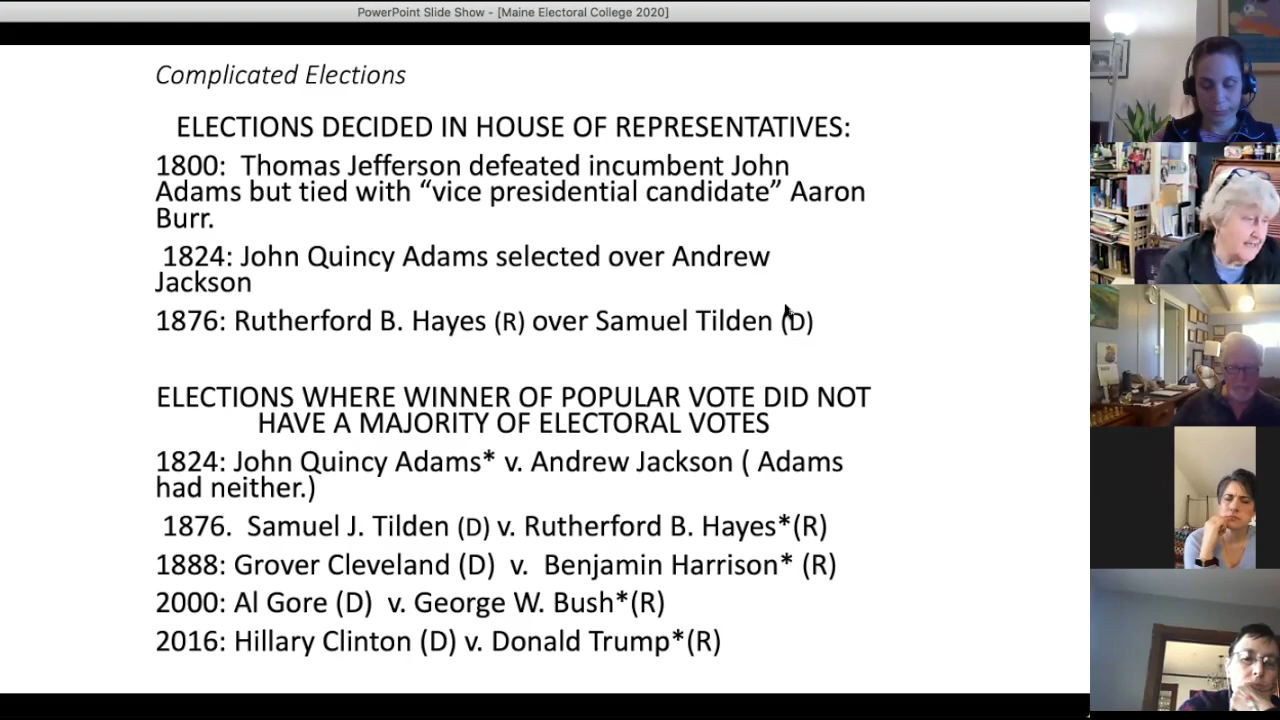 PowerPoint Slide Show - [Maine Electoral College 2020]
Complicated Elections
ELECTIONS DECIDED IN HOUSE OF REPRESENTATIVES:
1800: Thomas Jefferson defeated incumbent John
Adams but tied with “vice presidential candidate” Aaron
Burr.
1824: John Quincy Adams selected over Andrew
Jackson
1876: Rutherford B. Hayes (R) over Samuel Tilden (D)
ELECTIONS WHERE WINNER OF POPULAR VOTE DID NOT
HAVE A MAJORITY OF ELECTORAL VOTES
1824: John Quincy Adams* v. Andrew Jackson ( Adams
had neither.)
1876. Samuel J. Tilden (D) v. Rutherford B. Hayes*(R)
1888: Grover Cleveland (D) v. Benjamin Harrison* (R)
2000: Al Gore (D) v. George W. Bush*(R)
2016: Hillary Clinton (D) v. Donald Trump*(R)